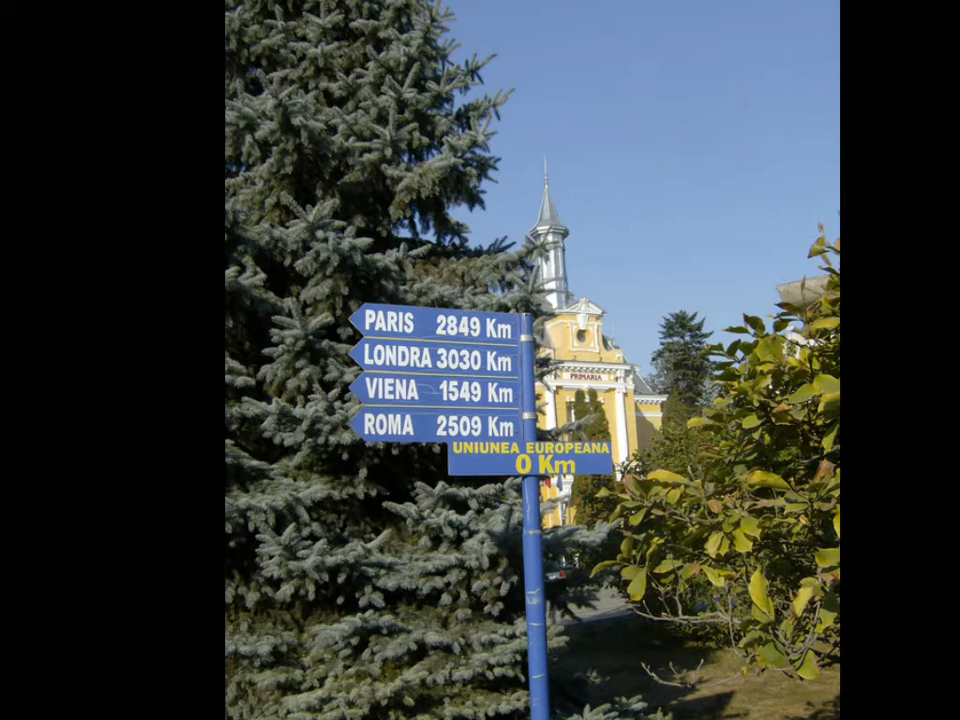 PARIS 2849 Km
LONDRA 3030 Km
VIENA 1549 Km
ROMA 2509 Km
UNIUNEA EUROPEANA
0 Km
PRIMARIA